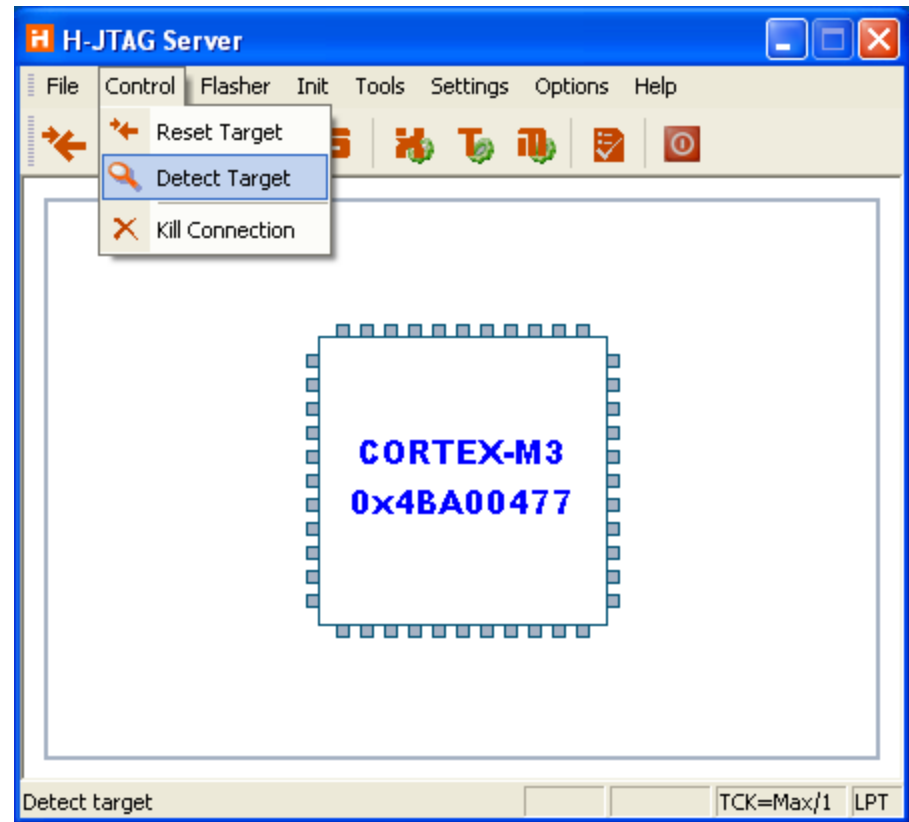 H-JTAG Server
File Control Flasher Init Tools Settings Options Help
Reset Target
Detect Target
Kill Connection
CORTEX-M3
0x4BA00477
Detect target TCK=Max/1 LPT